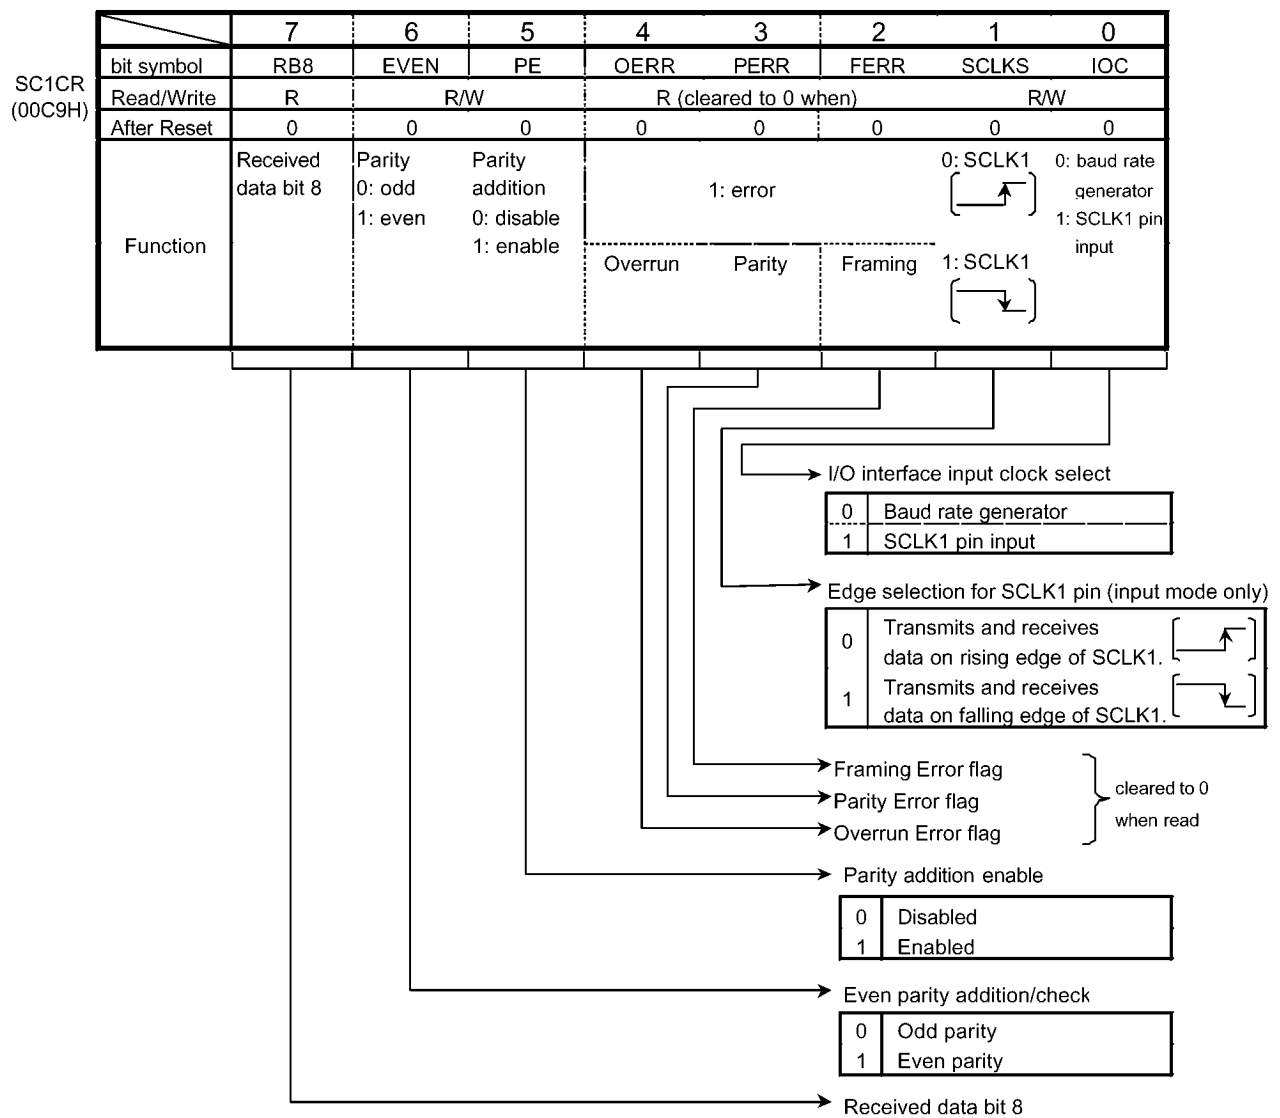 7 6 5 4 3 2 1 0
bit symbol RB8 EVEN PE OERR PERR FERR SCLKS IOC
SC1CR
(00C9H)
Read/Write R R/W R (cleared to 0 when) R/W
After Reset 0 0 0 0 0 0 0 0
Function
Received
data bit 8
Parity
0: odd
1: even
Parity
addition
0: disable
1: enable
1: error
Overrun Parity Framing
0: SCLK1
1: SCLK1
0: baud rate
generator
1: SCLK1 pin
input
I/O interface input clock select
0 Baud rate generator
1 SCLK1 pin input
Edge selection for SCLK1 pin (input mode only)
0 Transmits and receives
data on rising edge of SCLK1.
1 Transmits and receives
data on falling edge of SCLK1.
Framing Error flag
Parity Error flag
Overrun Error flag
cleared to 0
when read
Parity addition enable
0 Disabled
1 Enabled
Even parity addition/check
0 Odd parity
1 Even parity
Received data bit 8